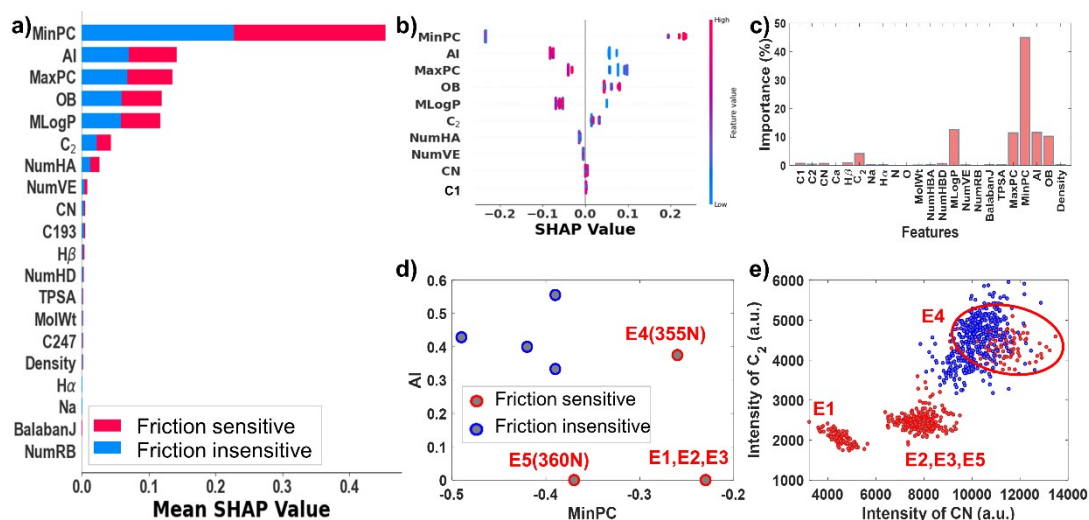 a)
MinPC
AI
MaxPC
OB
MLogP
C₂
NumHA
NumVE
CN
C193
Hβ
NumHD
TPSA
MolWt
C247
Density
Hα
Na
BalabanJ
NumRB
Friction sensitive
Friction insensitive
0.0 0.1 0.2 0.3 0.4
Mean SHAP Value
b)
MinPC
AI
MaxPC
OB
MLogP
C₂
NumHA
NumVE
CN
C1
−0.2 −0.1 0.0 0.1 0.2
SHAP Value
High
Feature value
Low
c)
Importance (%)
50
40
30
20
10
0
C1
C2
CN
Ca
Hβ
C_2
Na
Hα
N
O
MolWt
NumHBA
NumHBD
MLogP
NumVE
NumRB
BalabanJ
TPSA
MaxPC
MinPC
AI
OB
Density
Features
d)
AI
0.6
0.5
0.4
0.3
0.2
0.1
0
E4(355N)
Friction sensitive
Friction insensitive
E5(360N)
E1,E2,E3
-0.5 -0.4 -0.3 -0.2
MinPC
e)
Intensity of C₂ (a.u.)
6000
5000
4000
3000
2000
1000
E4
E1
E2,E3,E5
4000 6000 8000 10000 12000 14000
Intensity of CN (a.u.)